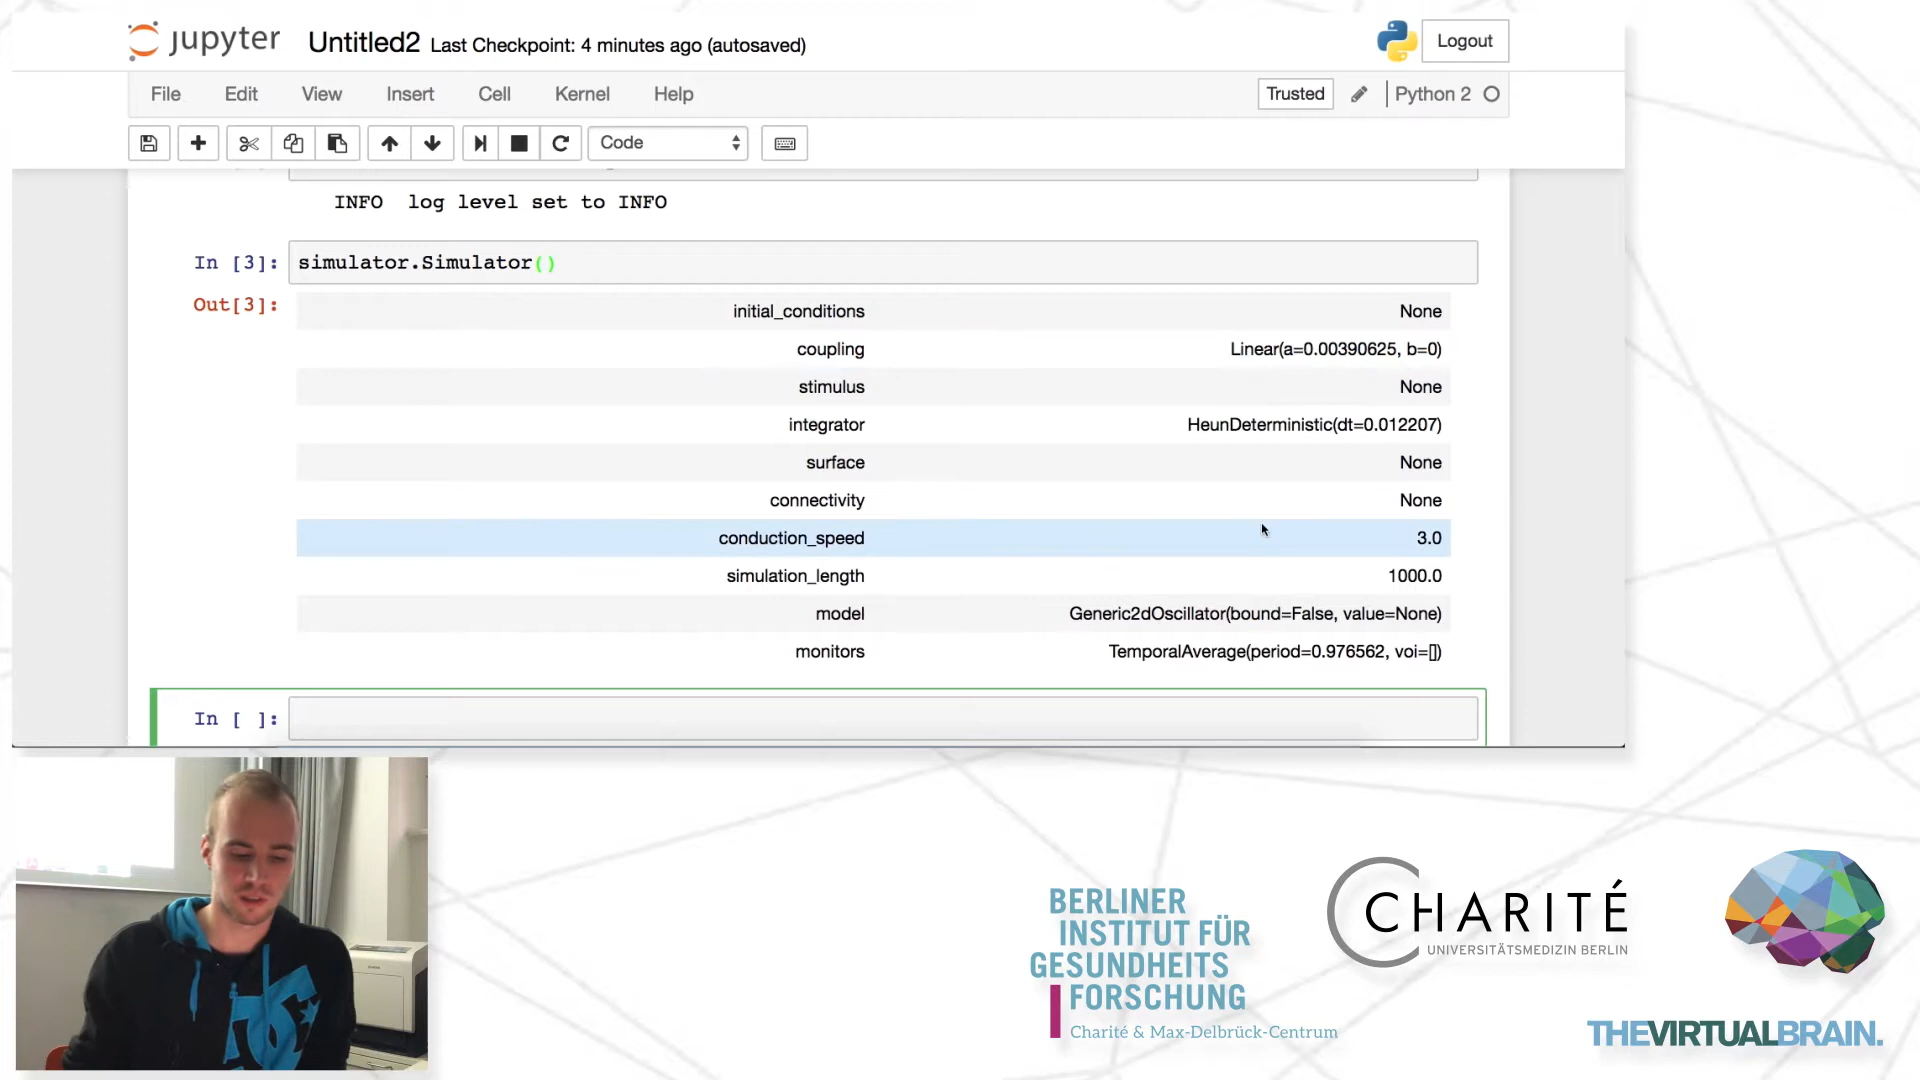 jupyter Untitled2 Last Checkpoint: 4 minutes ago (autosaved) Logout
File Edit View Insert Cell Kernel Help Trusted Python 2
Code
INFO log level set to INFO
In [3]: simulator.Simulator()
Out[3]:
initial_conditions None
coupling Linear(a=0.00390625, b=0)
stimulus None
integrator HeunDeterministic(dt=0.012207)
surface None
connectivity None
conduction_speed 3.0
simulation_length 1000.0
model Generic2dOscillator(bound=False, value=None)
monitors TemporalAverage(period=0.976562, voi=[])
In [ ]:
BERLINER
INSTITUT FÜR
GESUNDHEITS
FORSCHUNG
Charité & Max-Delbrück-Centrum
CHARITÉ
UNIVERSITÄTSMEDIZIN BERLIN
THEVIRTUALBRAIN.